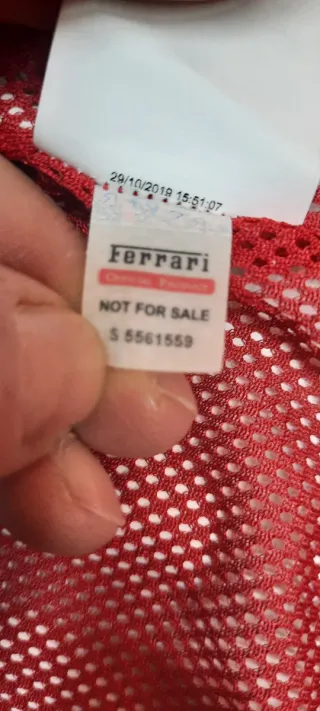 29/10/2019 15:51:07
Ferrari
OFFICIAL PRODUCT
NOT FOR SALE
S 5561559